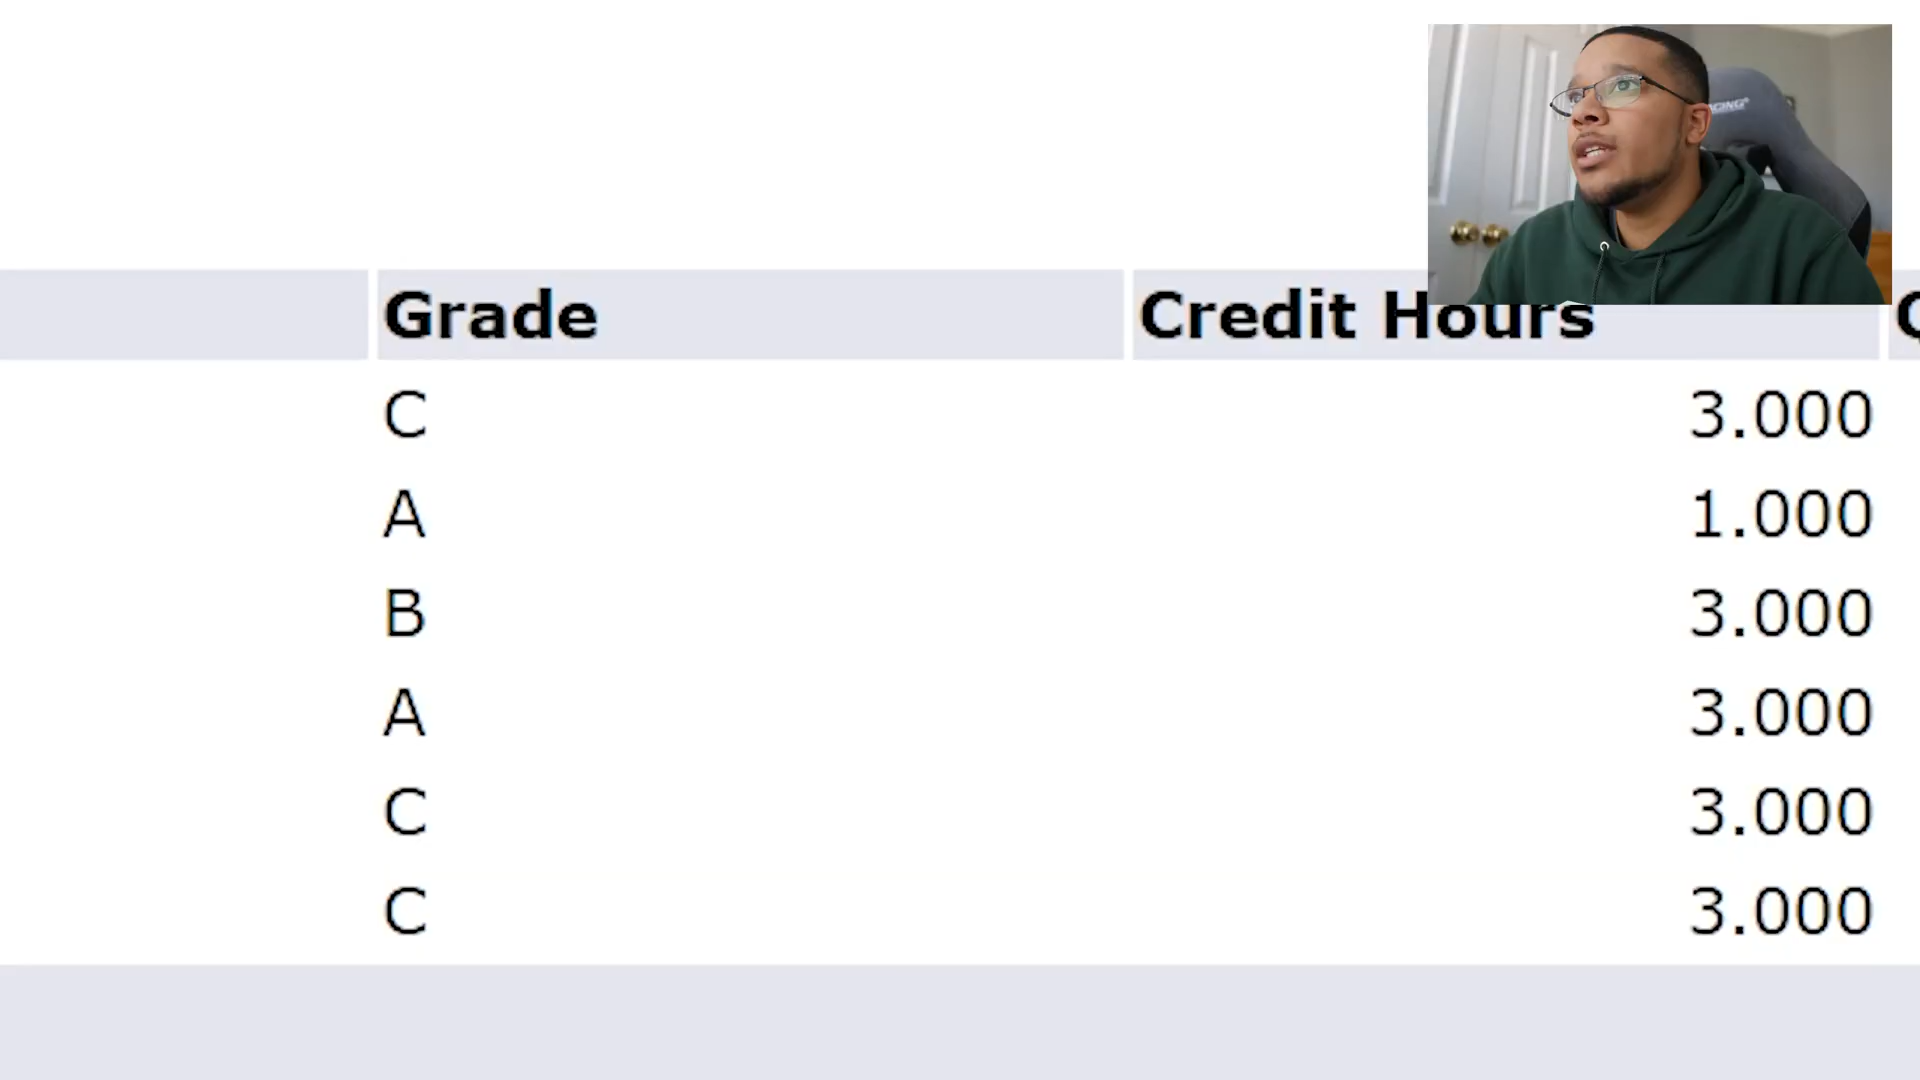 Grade Credit Hours
C 3.000
A 1.000
B 3.000
A 3.000
C 3.000
C 3.000